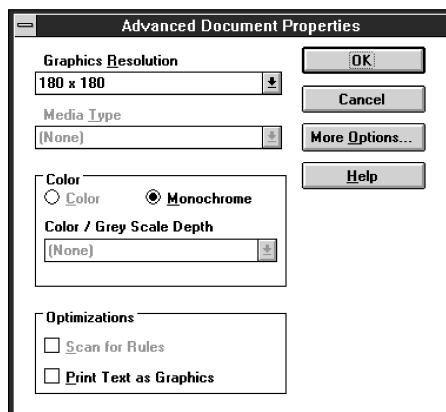 Advanced Document Properties
Graphics Resolution
180 x 180
Media Type
(None)
Color
Color
Monochrome
Color / Grey Scale Depth
(None)
Optimizations
Scan for Rules
Print Text as Graphics
OK
Cancel
More Options...
Help